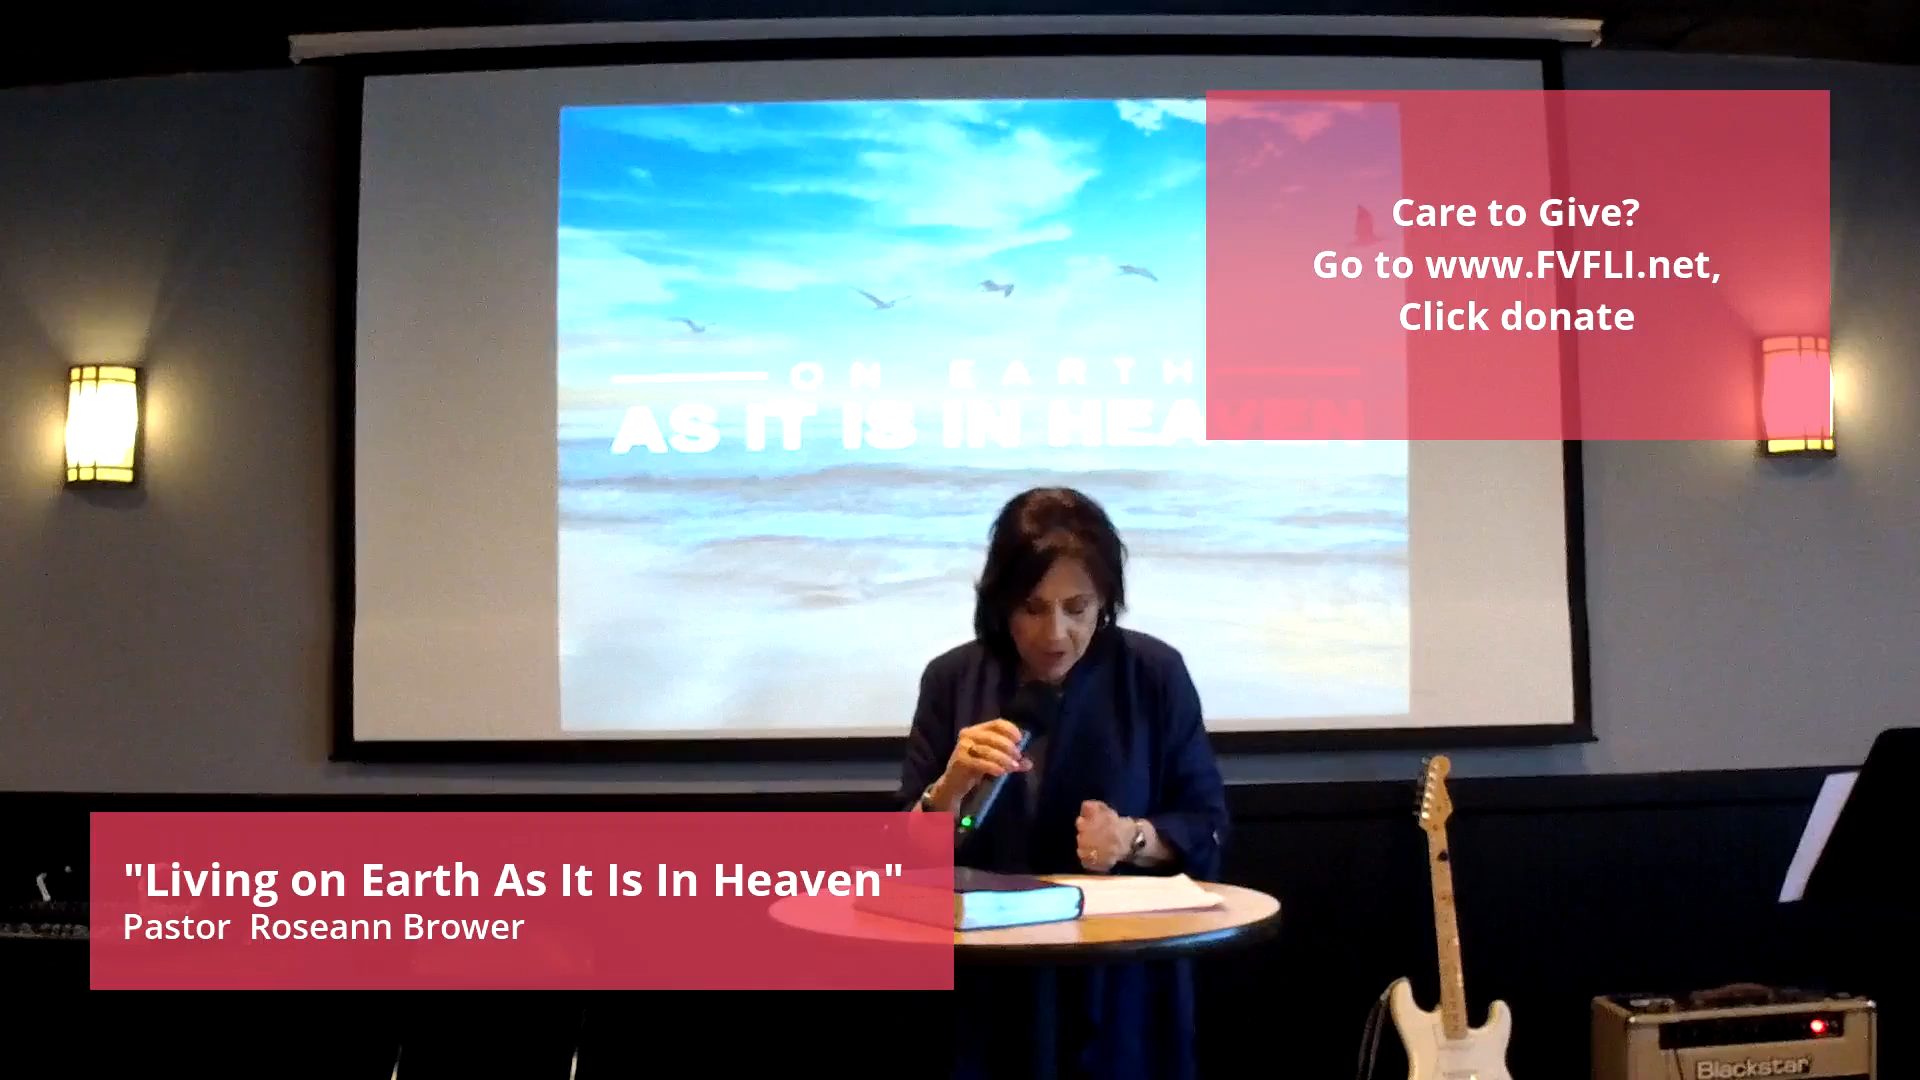 Care to Give?
Go to www.FVFLI.net,
Click donate
ON EARTH
AS IT IS IN HEAVEN
"Living on Earth As It Is In Heaven"
Pastor Roseann Brower
Blackstar